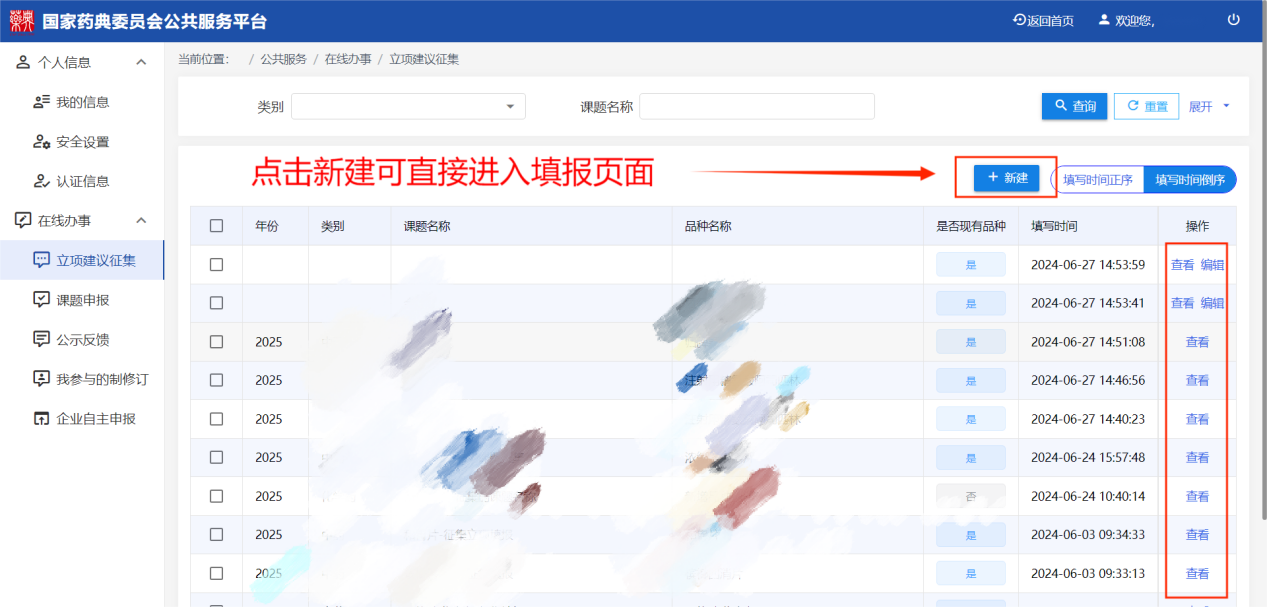 藥典 国家药典委员会公共服务平台 返回首页 欢迎您,
个人信息
我的信息
安全设置
认证信息
在线办事
立项建议征集
课题申报
公示反馈
我参与的制修订
企业自主申报
当前位置: / 公共服务 / 在线办事 / 立项建议征集
类别 课题名称 查询 重置 展开
点击新建可直接进入填报页面
+ 新建 填写时间正序 填写时间倒序
年份 类别 课题名称 品种名称 是否现有品种 填写时间 操作
是 2024-06-27 14:53:59 查看 编辑
是 2024-06-27 14:53:41 查看 编辑
2025 是 2024-06-27 14:51:08 查看
2025 注射 是 2024-06-27 14:46:56 查看
2025 是 2024-06-27 14:40:23 查看
2025 是 2024-06-24 15:57:48 查看
2025 否 2024-06-24 10:40:14 查看
2025 是 2024-06-03 09:34:33 查看
2025 是 2024-06-03 09:33:13 查看